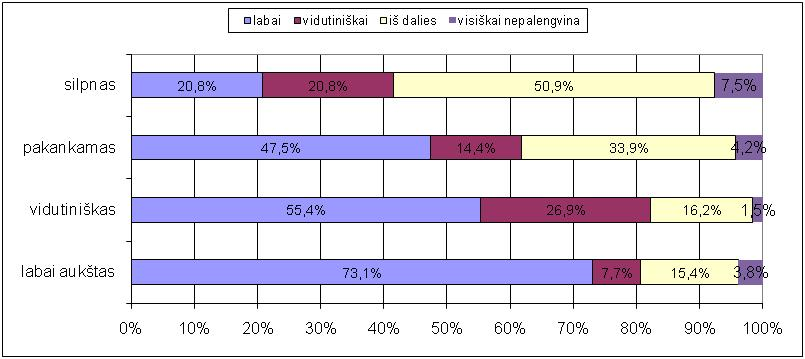 labai vidutiniškai iš dalies visiškai nepalengvina
silpnas 20,8% 20,8% 50,9% 7,5%
pakankamas 47,5% 14,4% 33,9% 4,2%
vidutiniškas 55,4% 26,9% 16,2% 1,5%
labai aukštas 73,1% 7,7% 15,4% 3,8%
0% 10% 20% 30% 40% 50% 60% 70% 80% 90% 100%